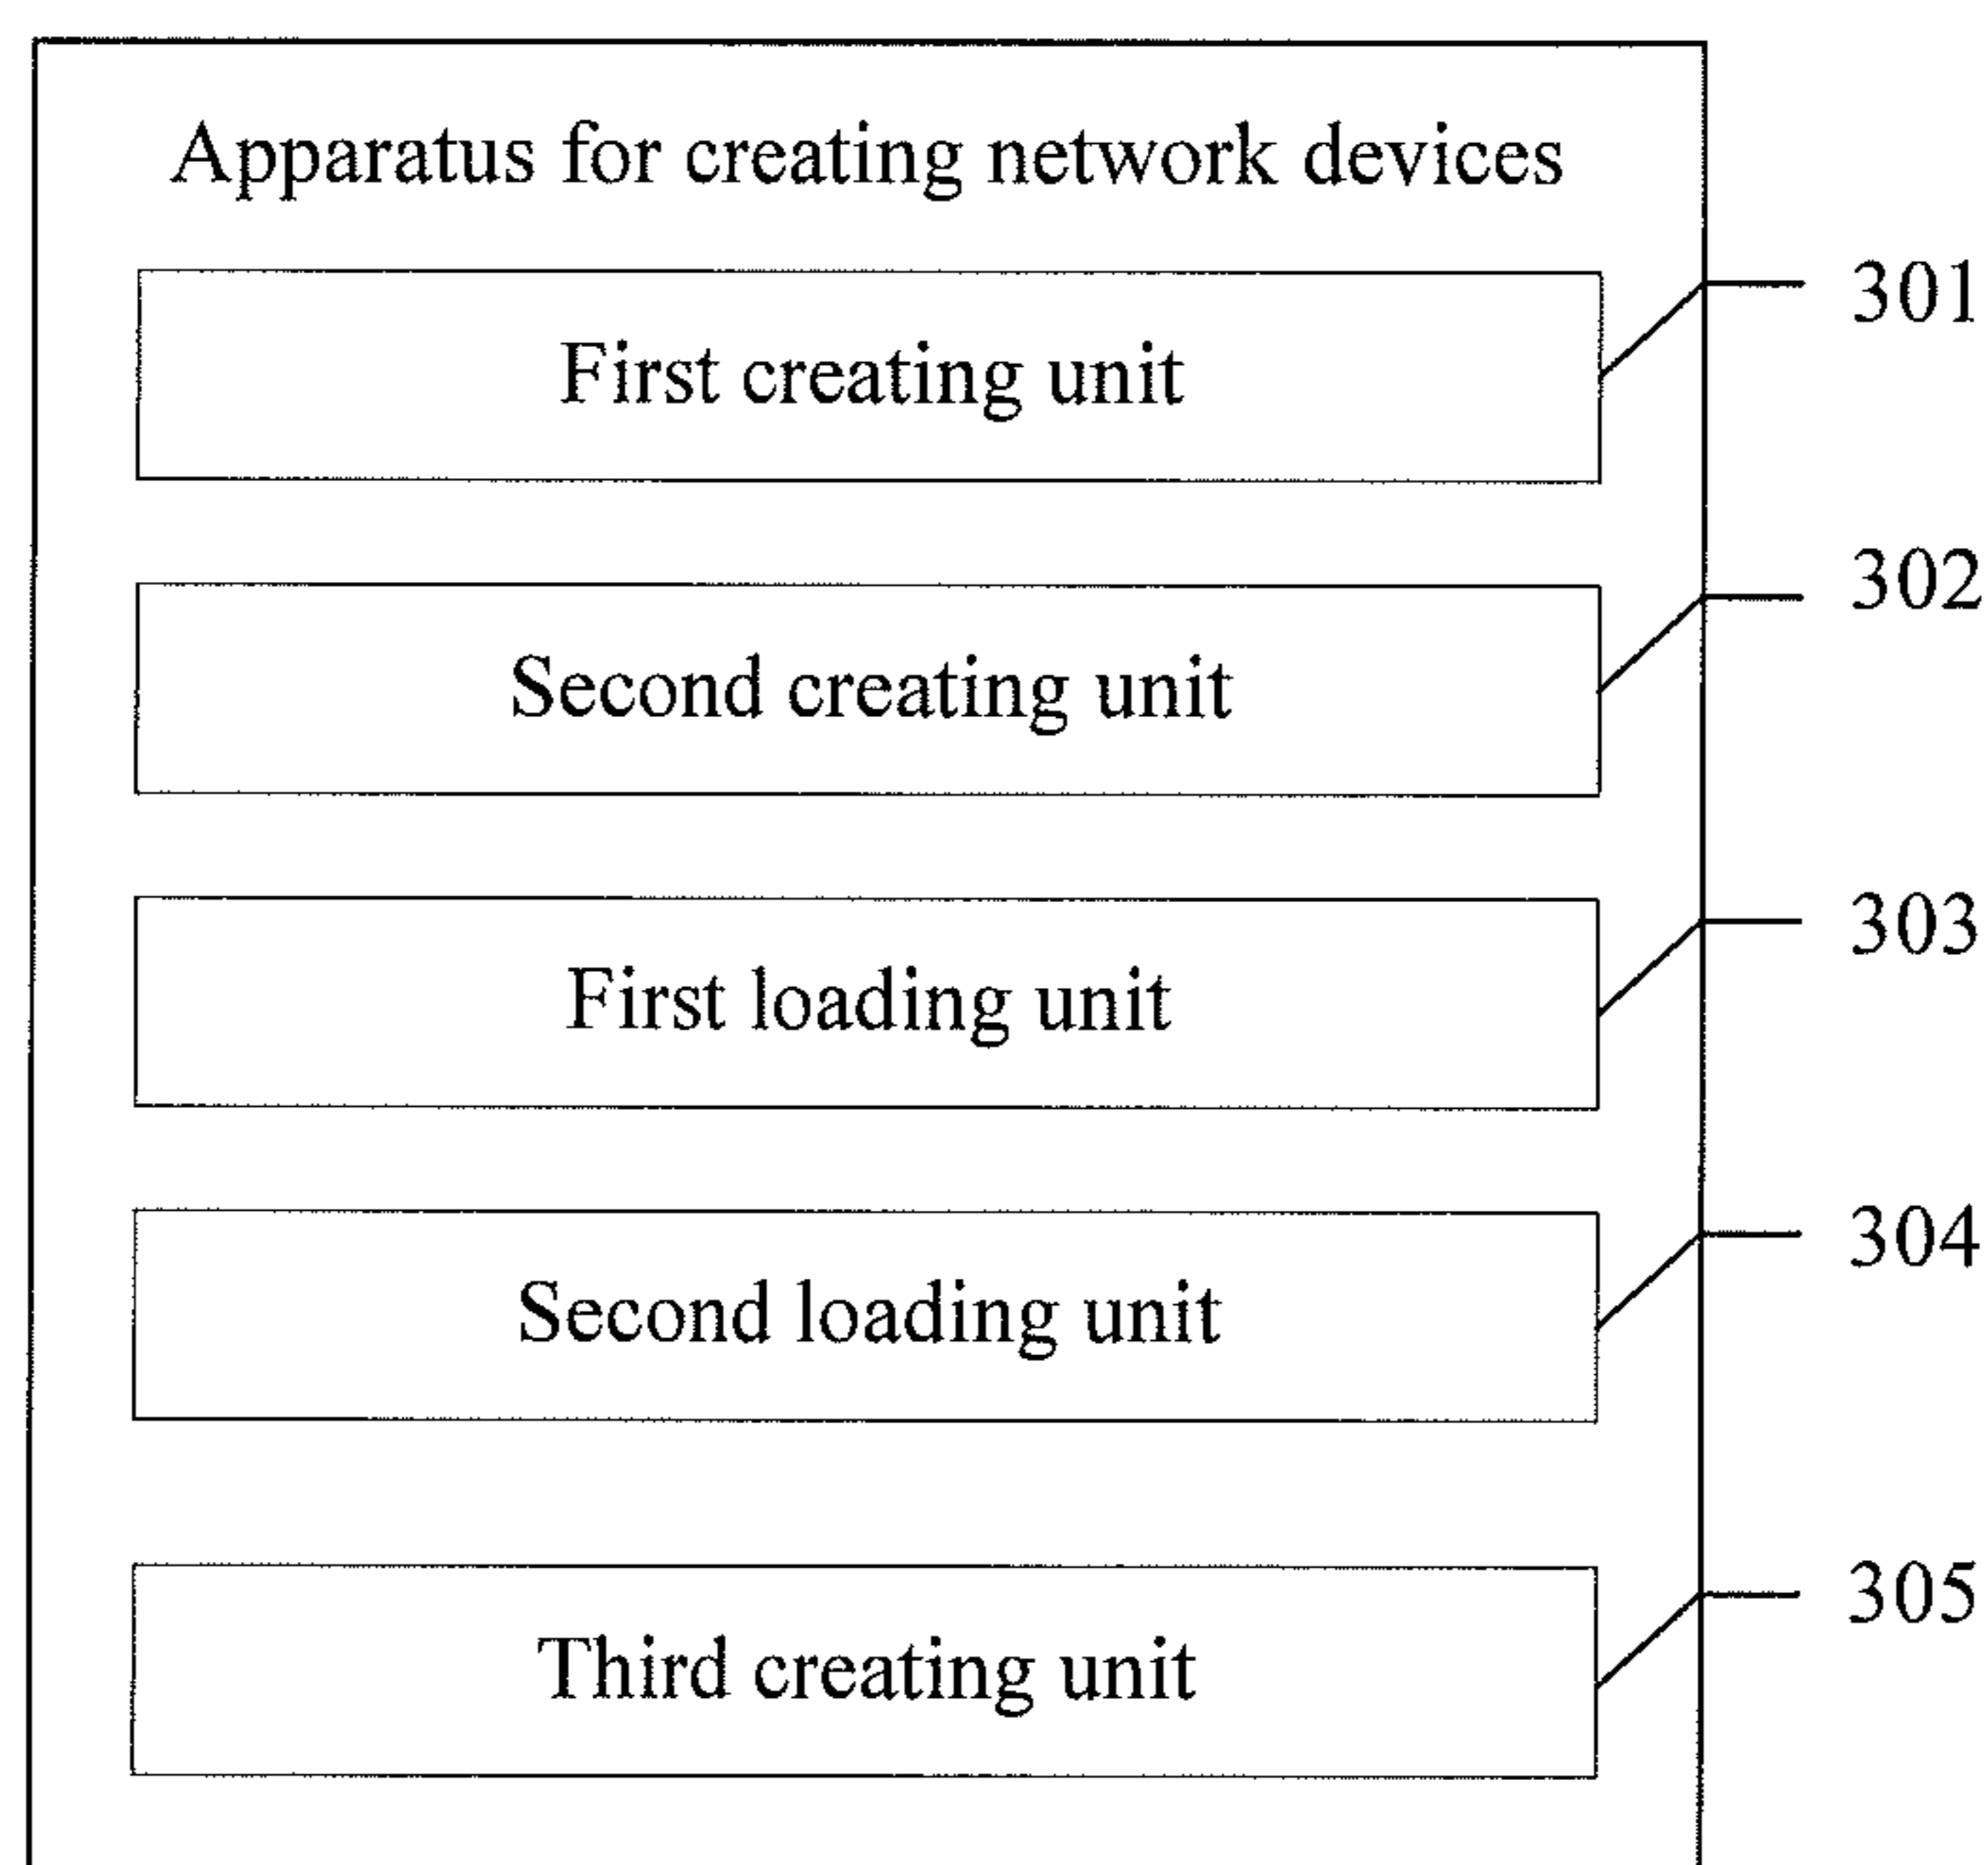 Apparatus for creating network devices
First creating unit
301
Second creating unit
302
First loading unit
303
Second loading unit
304
Third creating unit
305